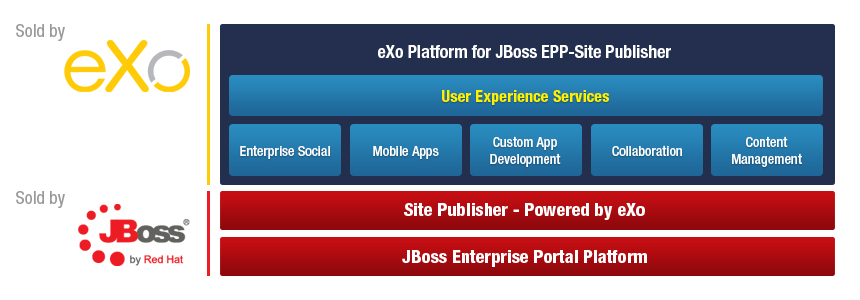 Sold by
eXo
eXo Platform for JBoss EPP-Site Publisher
User Experience Services
Enterprise Social
Mobile Apps
Custom App
Development
Collaboration
Content
Management
Sold by
JBoss®
by Red Hat
Site Publisher - Powered by eXo
JBoss Enterprise Portal Platform